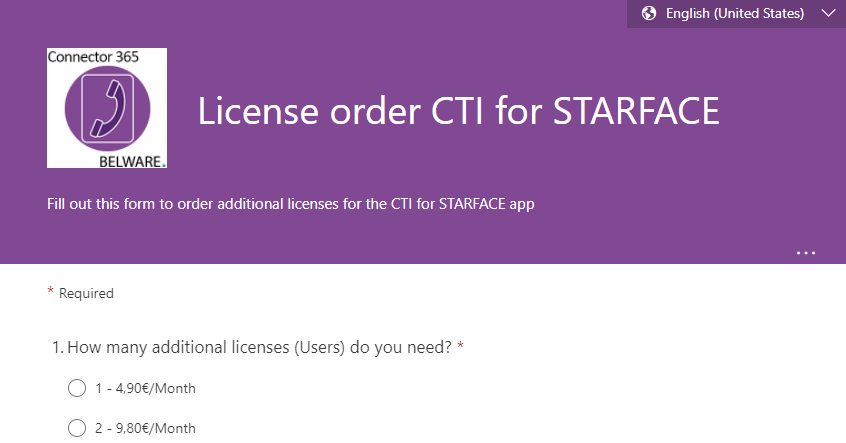 English (United States)
Connector 365
BELWARE.
License order CTI for STARFACE
Fill out this form to order additional licenses for the CTI for STARFACE app
...
* Required
1. How many additional licenses (Users) do you need? *
1 - 4,90€/Month
2 - 9,80€/Month